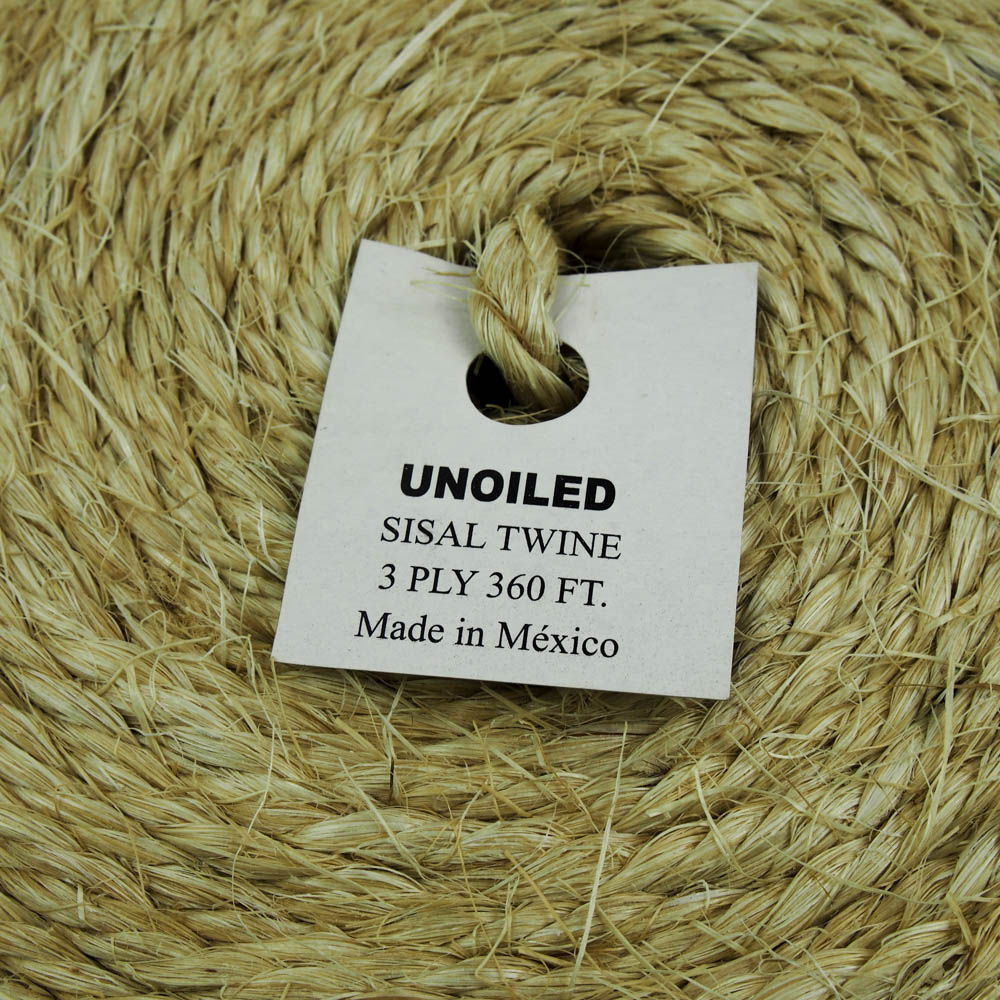 UNOILED
SISAL TWINE
3 PLY 360 FT.
Made in México